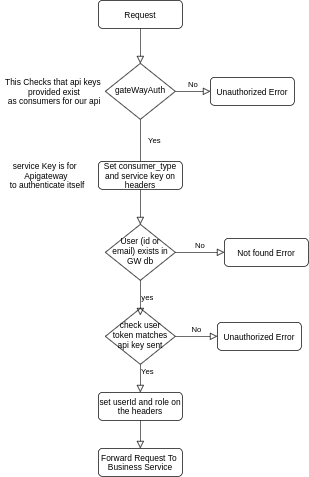 Request
This Checks that api keys
provided exist
as consumers for our api
gateWayAuth
No
Unauthorized Error
Yes
service Key is for
Apigateway
to authenticate itself
Set consumer_type
and service key on
headers
User (id or
email) exists in
GW db
No
Not found Error
yes
check user
token matches
api key sent
No
Unauthorized Error
Yes
set userId and role on
the headers
Forward Request To
Business Service